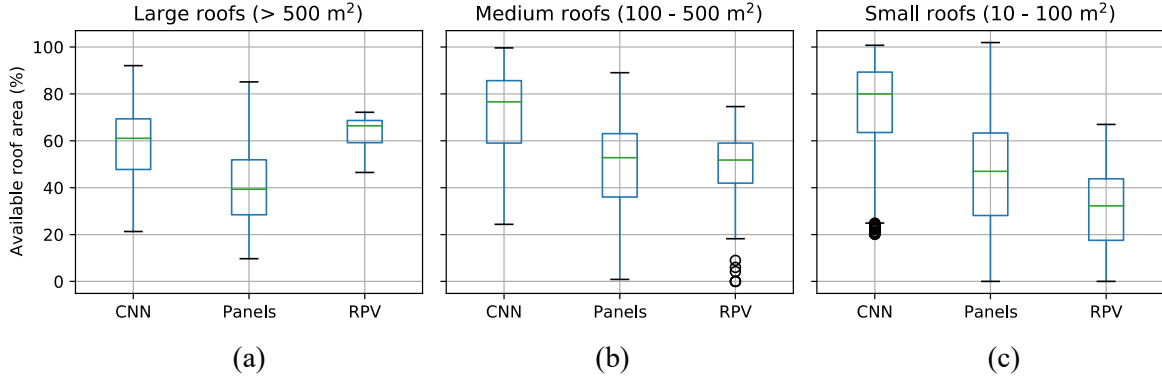 Large roofs (> 500 m²)
Medium roofs (100 - 500 m²)
Small roofs (10 - 100 m²)
Available roof area (%)
100
80
60
40
20
0
CNN Panels RPV
CNN Panels RPV
CNN Panels RPV
(a) (b) (c)